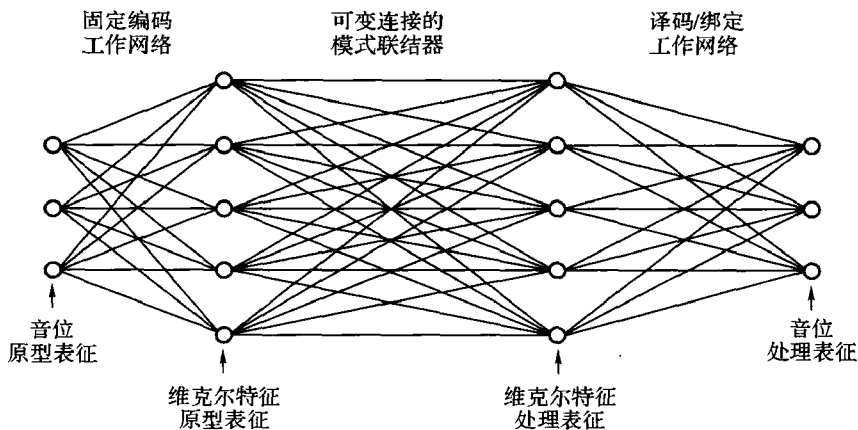 固定编码
工作网络
可变连接的
模式联结器
译码/绑定
工作网络
音位
原型表征
维克尔特征
原型表征
维克尔特征
处理表征
音位
处理表征